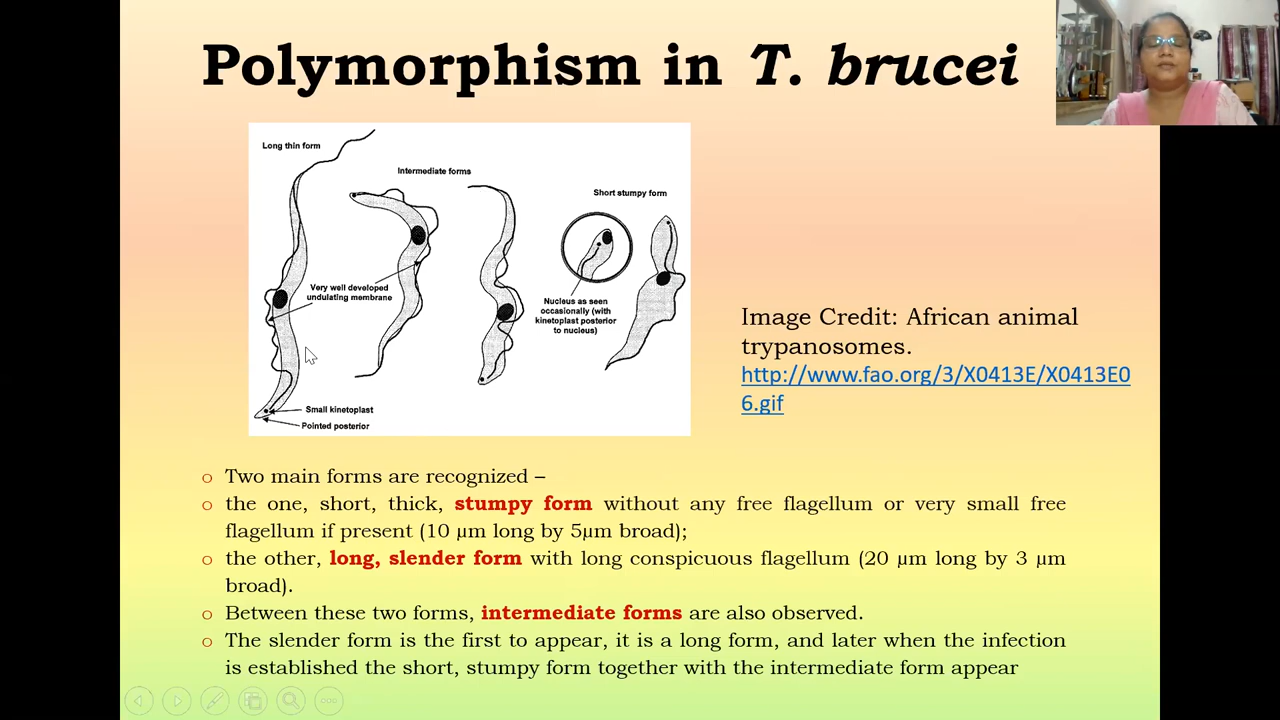 Polymorphism in T. brucei
Long thin form
Intermediate forms
Short stumpy form
Very well developed
undulating membrane
Nucleus as seen
occasionally (with
kinetoplast posterior
to nucleus)
Small kinetoplast
Pointed posterior
Image Credit: African animal
trypanosomes.
http://www.fao.org/3/X0413E/X0413E0
6.gif
o Two main forms are recognized –
o the one, short, thick, stumpy form without any free flagellum or very small free
flagellum if present (10 µm long by 5µm broad);
o the other, long, slender form with long conspicuous flagellum (20 µm long by 3 µm
broad).
o Between these two forms, intermediate forms are also observed.
o The slender form is the first to appear, it is a long form, and later when the infection
is established the short, stumpy form together with the intermediate form appear